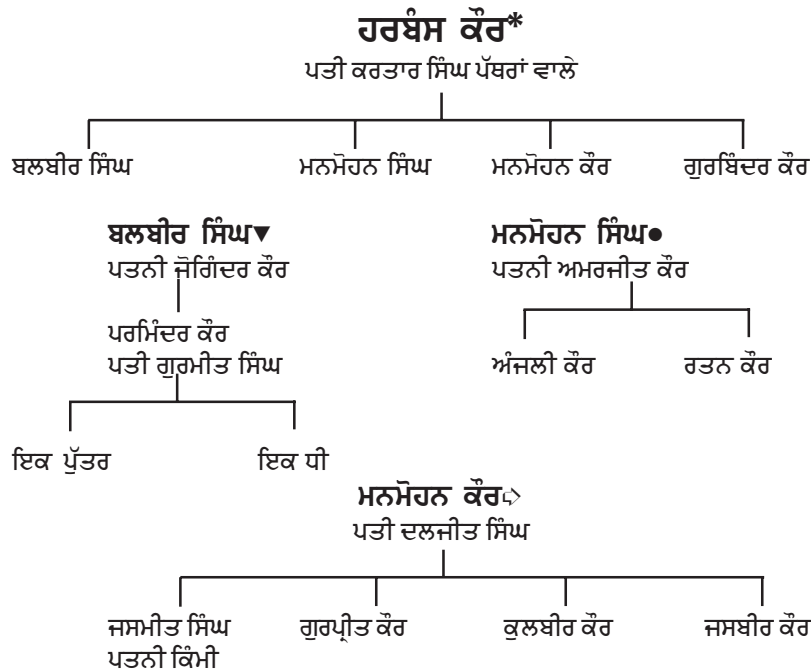 ਹਰਬੰਸ ਕੌਰ*
ਪਤੀ ਕਰਤਾਰ ਸਿੰਘ ਪੱਥਰਾਂ ਵਾਲੇ
ਬਲਬੀਰ ਸਿੰਘ ਮਨਮੋਹਨ ਸਿੰਘ ਮਨਮੋਹਨ ਕੌਰ ਗੁਰਬਿੰਦਰ ਕੌਰ
ਬਲਬੀਰ ਸਿੰਘ▼ ਮਨਮੋਹਨ ਸਿੰਘ●
ਪਤਨੀ ਜੋਗਿੰਦਰ ਕੌਰ ਪਤਨੀ ਅਮਰਜੀਤ ਕੌਰ
ਪਰਮਿੰਦਰ ਕੌਰ
ਪਤੀ ਗੁਰਮੀਤ ਸਿੰਘ ਅੰਜਲੀ ਕੌਰ ਰਤਨ ਕੌਰ
ਇਕ ਪੁੱਤਰ ਇਕ ਧੀ
ਮਨਮੋਹਨ ਕੌਰ➪
ਪਤੀ ਦਲਜੀਤ ਸਿੰਘ
ਜਸਮੀਤ ਸਿੰਘ ਗੁਰਪ੍ਰੀਤ ਕੌਰ ਕੁਲਬੀਰ ਕੌਰ ਜਸਬੀਰ ਕੌਰ
ਪਤਨੀ ਕਿੰਮੀ